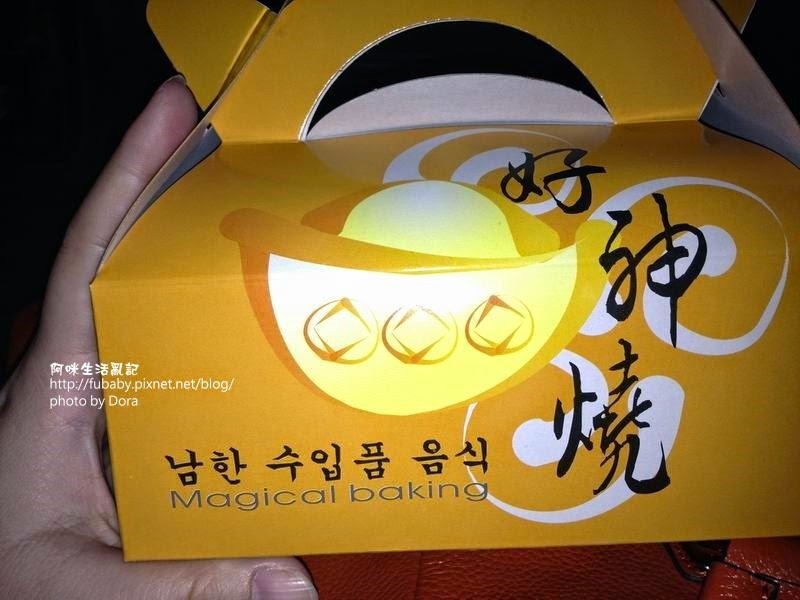 好神燒
남한 수입품 음식
Magical baking
阿咪生活亂記
http://fubaby.pixnet.net/blog/
photo by Dora